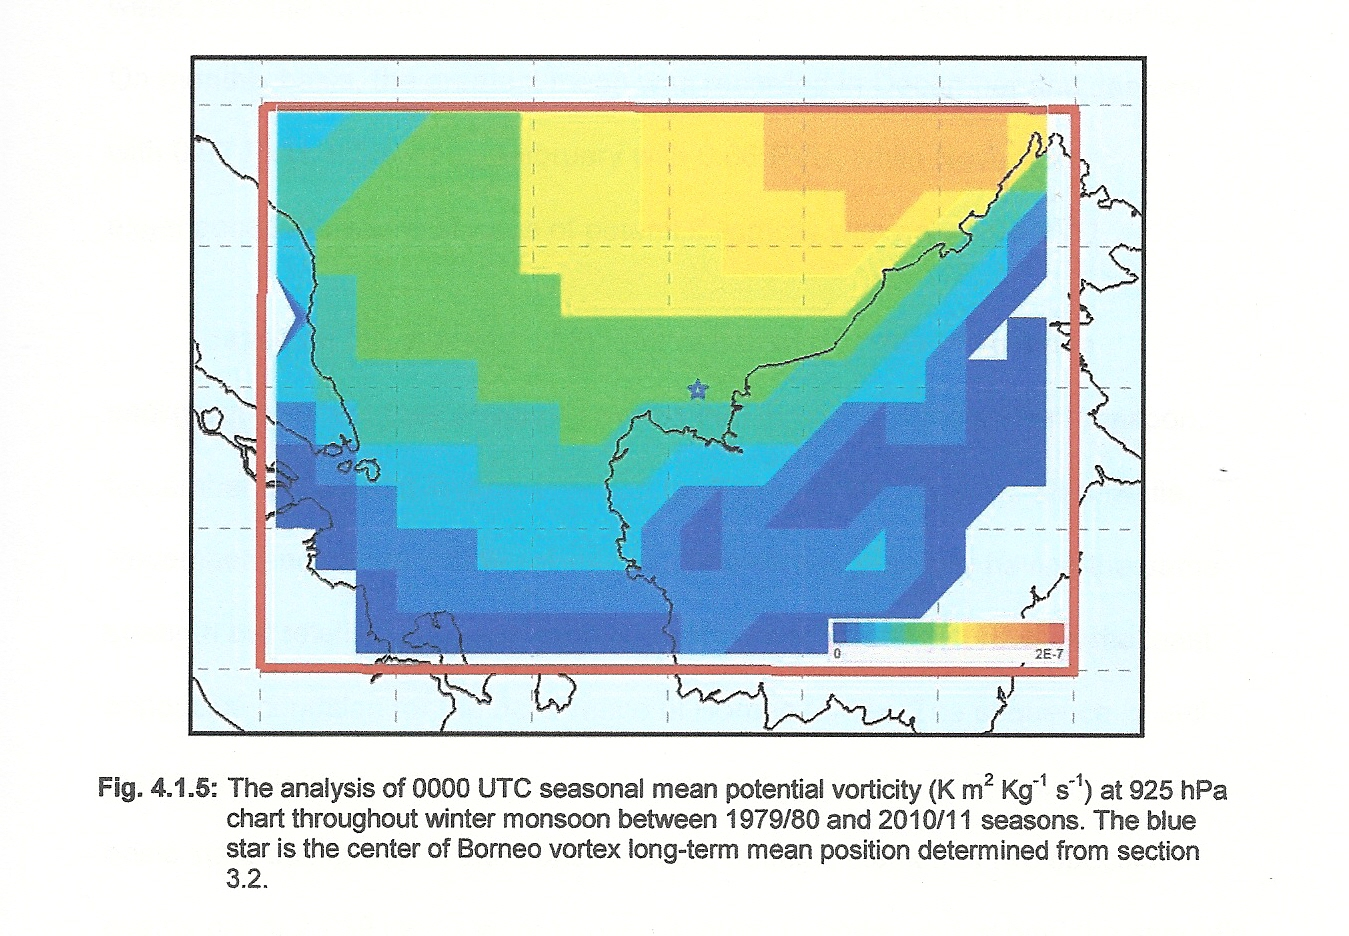 0
2E-7
Fig. 4.1.5: The analysis of 0000 UTC seasonal mean potential vorticity (K m² Kg⁻¹ s⁻¹) at 925 hPa
chart throughout winter monsoon between 1979/80 and 2010/11 seasons. The blue
star is the center of Borneo vortex long-term mean position determined from section
3.2.